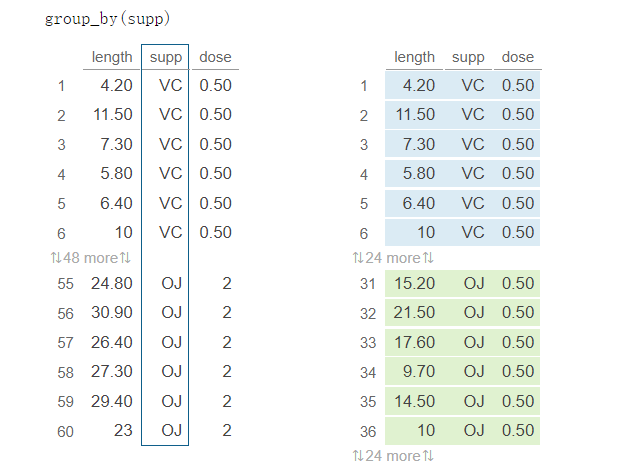 group_by(supp)
length supp dose length supp dose
1 4.20 VC 0.50 1 4.20 VC 0.50
2 11.50 VC 0.50 2 11.50 VC 0.50
3 7.30 VC 0.50 3 7.30 VC 0.50
4 5.80 VC 0.50 4 5.80 VC 0.50
5 6.40 VC 0.50 5 6.40 VC 0.50
6 10 VC 0.50 6 10 VC 0.50
⇅48 more⇅ ⇅24 more⇅
55 24.80 OJ 2 31 15.20 OJ 0.50
56 30.90 OJ 2 32 21.50 OJ 0.50
57 26.40 OJ 2 33 17.60 OJ 0.50
58 27.30 OJ 2 34 9.70 OJ 0.50
59 29.40 OJ 2 35 14.50 OJ 0.50
60 23 OJ 2 36 10 OJ 0.50
⇅24 more⇅